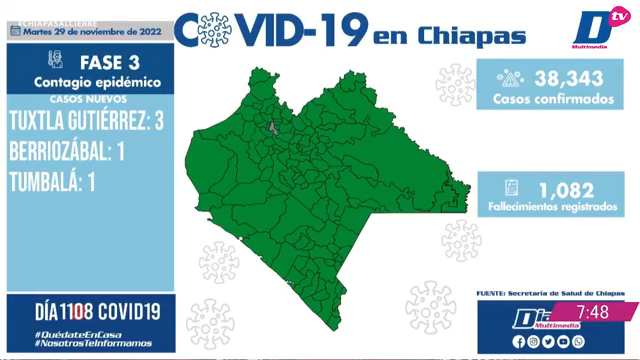 @CHIAPASALCIERRE
Martes 29 de noviembre de 2022
COVID-19 en Chiapas
D tv
Multimedia
FASE 3
Contagio epidémico
CASOS NUEVOS
TUXTLA GUTIÉRREZ: 3
BERRIOZÁBAL: 1
TUMBALÁ: 1
38,343
Casos confirmados
1,082
Fallecimientos registrados
DÍA 1108 COVID19
#QuédateEnCasa
#NosotrosTeInformamos
FUENTE: Secretaría de Salud de Chiapas
Multimedia
7:48